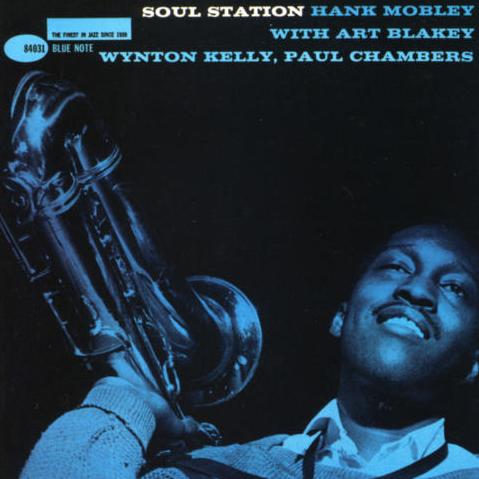 SOUL STATION HANK MOBLEY
WITH ART BLAKEY
WYNTON KELLY, PAUL CHAMBERS
THE FINEST IN JAZZ SINCE 1939
84031 BLUE NOTE